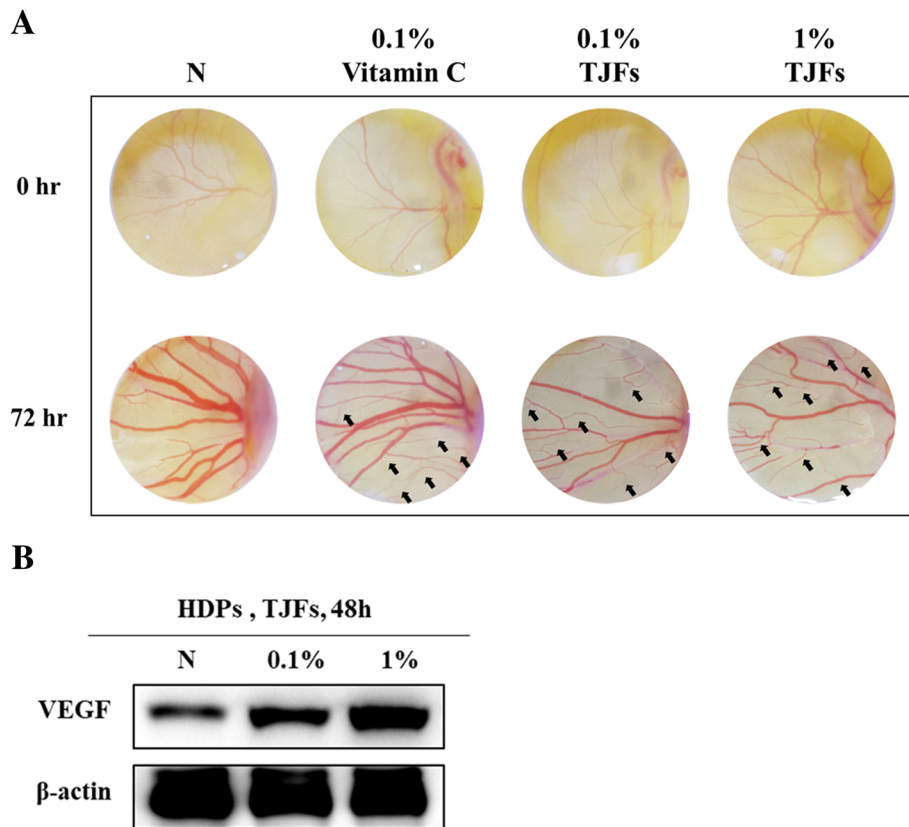 A
N
0.1%
Vitamin C
0.1%
TJFs
1%
TJFs
0 hr
72 hr
B
HDPs , TJFs, 48h
N 0.1% 1%
VEGF
β-actin